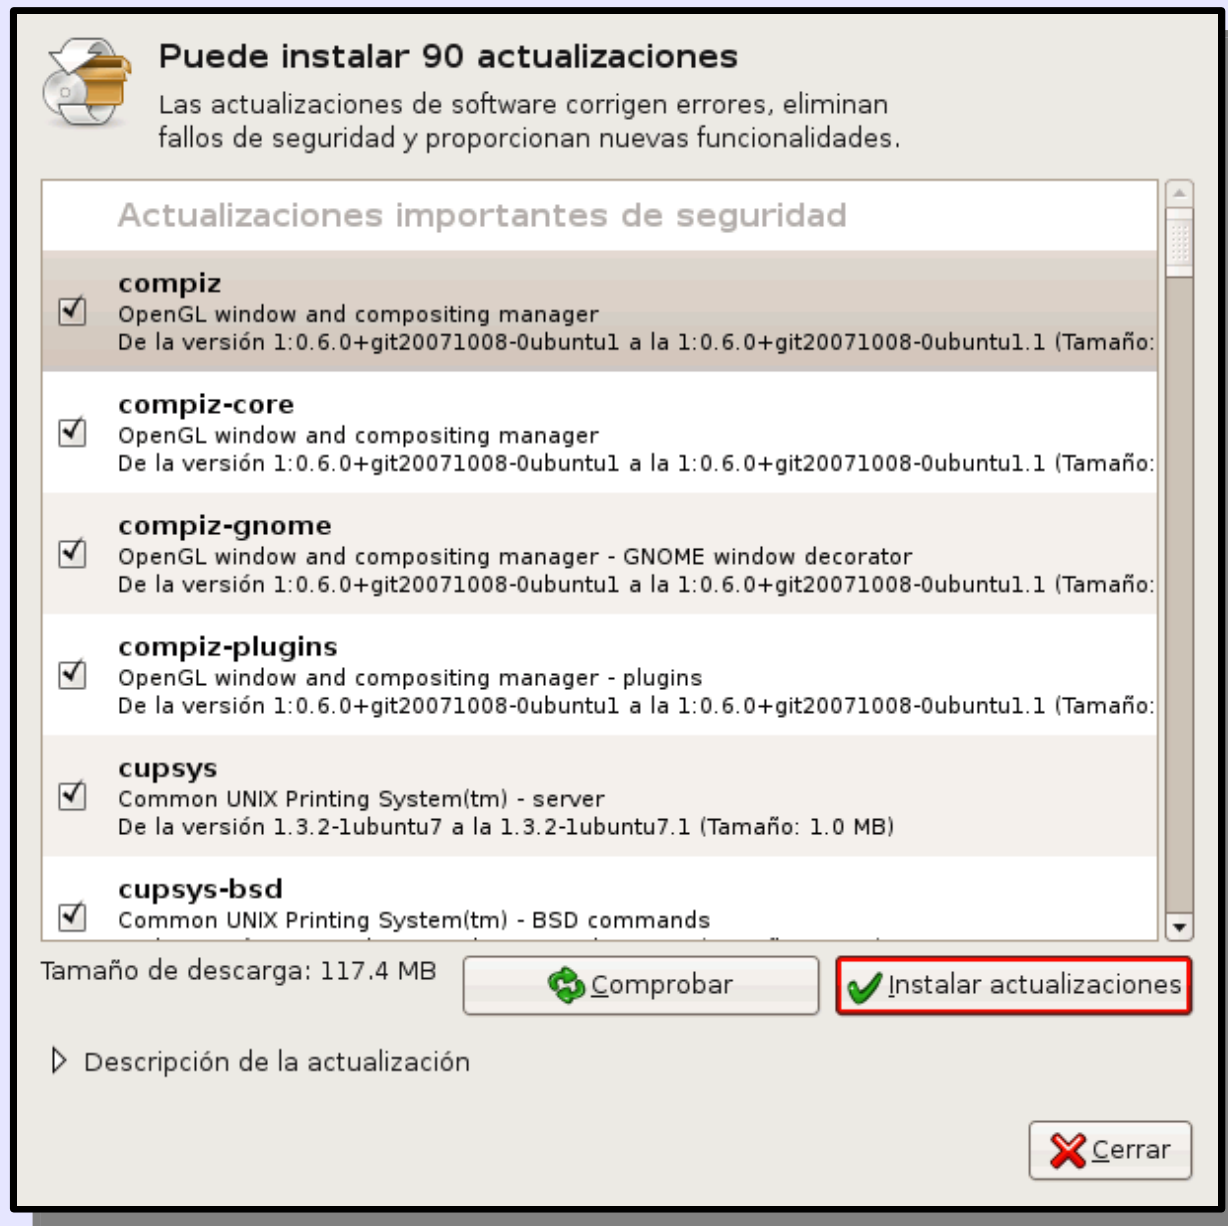 Puede instalar 90 actualizaciones
Las actualizaciones de software corrigen errores, eliminan
fallos de seguridad y proporcionan nuevas funcionalidades.
Actualizaciones importantes de seguridad
compiz
OpenGL window and compositing manager
De la versión 1:0.6.0+git20071008-0ubuntu1 a la 1:0.6.0+git20071008-0ubuntu1.1 (Tamaño:
compiz-core
OpenGL window and compositing manager
De la versión 1:0.6.0+git20071008-0ubuntu1 a la 1:0.6.0+git20071008-0ubuntu1.1 (Tamaño:
compiz-gnome
OpenGL window and compositing manager - GNOME window decorator
De la versión 1:0.6.0+git20071008-0ubuntu1 a la 1:0.6.0+git20071008-0ubuntu1.1 (Tamaño:
compiz-plugins
OpenGL window and compositing manager - plugins
De la versión 1:0.6.0+git20071008-0ubuntu1 a la 1:0.6.0+git20071008-0ubuntu1.1 (Tamaño:
cupsys
Common UNIX Printing System(tm) - server
De la versión 1.3.2-1ubuntu7 a la 1.3.2-1ubuntu7.1 (Tamaño: 1.0 MB)
cupsys-bsd
Common UNIX Printing System(tm) - BSD commands
Tamaño de descarga: 117.4 MB
Comprobar
Instalar actualizaciones
Descripción de la actualización
Cerrar